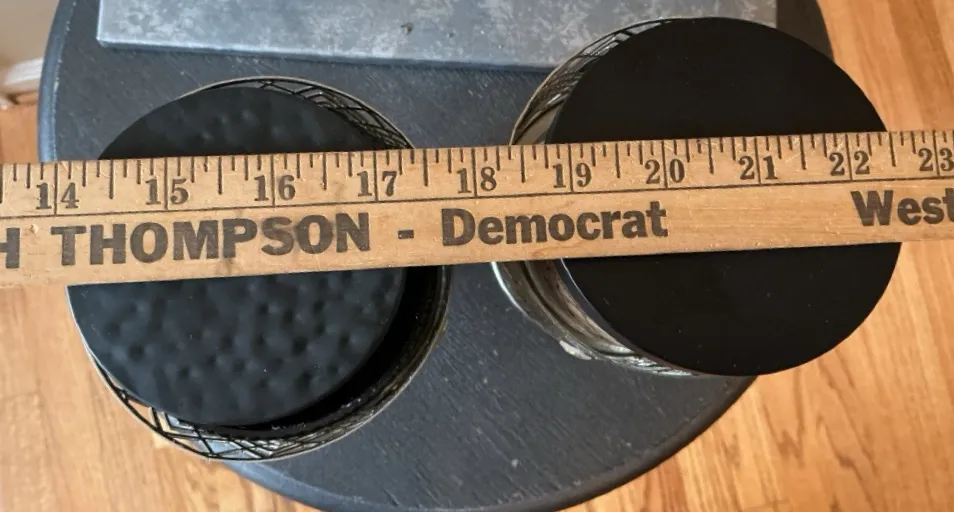 14 15 16 17 18 19 20 21 22 23
H THOMPSON - Democrat West